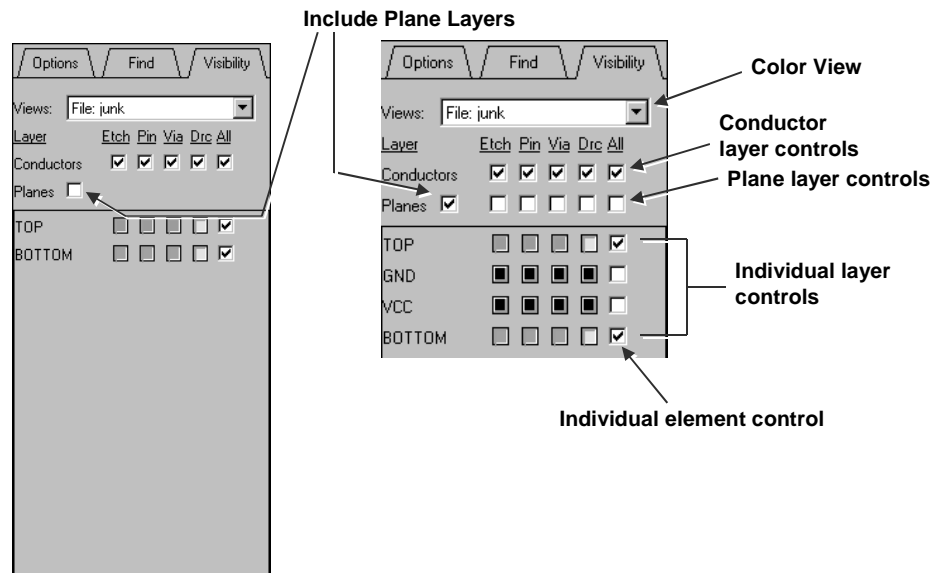 Include Plane Layers
Options Find Visibility
Views: File: junk
Layer Etch Pin Via Drc All
Conductors
Planes
TOP
BOTTOM
Options Find Visibility
Views: File: junk
Layer Etch Pin Via Drc All
Conductors
Planes
TOP
GND
VCC
BOTTOM
Color View
Conductor
layer controls
Plane layer controls
Individual layer
controls
Individual element control